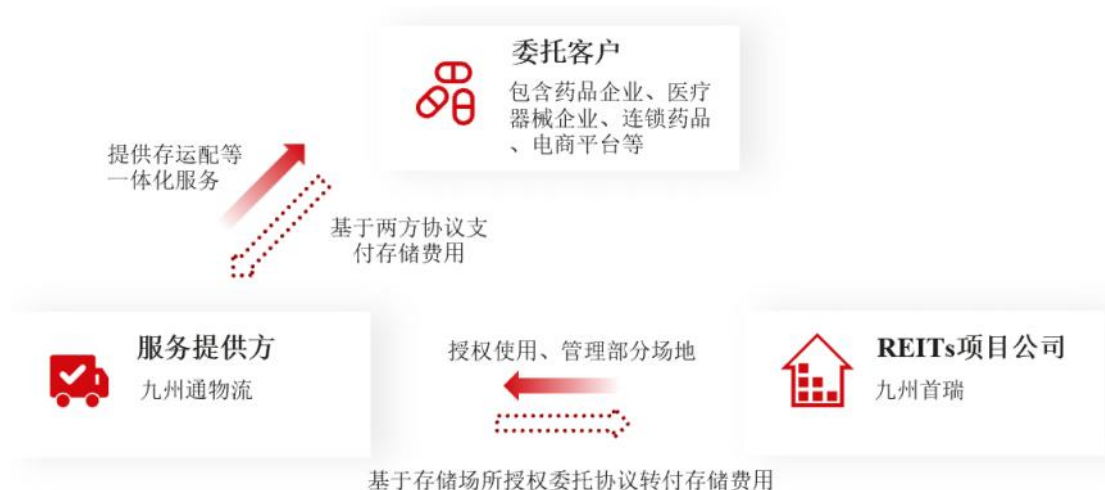 委托客户
包含药品企业、医疗
器械企业、连锁药品
、电商平台等
提供存运配等
一体化服务
基于两方协议支
付存储费用
服务提供方
九州通物流
授权使用、管理部分场地
REITs项目公司
九州首瑞
基于存储场所授权委托协议转付存储费用